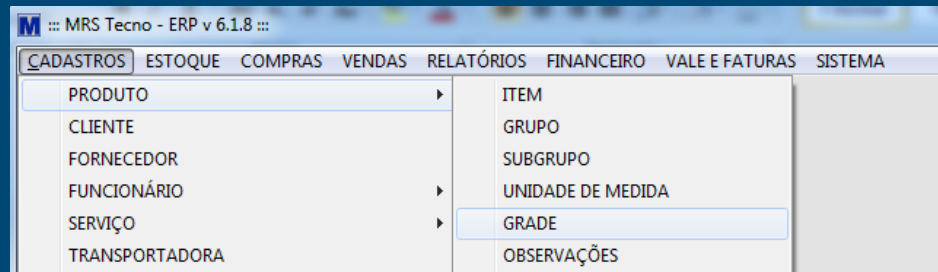 M ::: MRS Tecno - ERP v 6.1.8 :::
CADASTROS ESTOQUE COMPRAS VENDAS RELATÓRIOS FINANCEIRO VALE E FATURAS SISTEMA
PRODUTO
CLIENTE
FORNECEDOR
FUNCIONÁRIO
SERVIÇO
TRANSPORTADORA
ITEM
GRUPO
SUBGRUPO
UNIDADE DE MEDIDA
GRADE
OBSERVAÇÕES